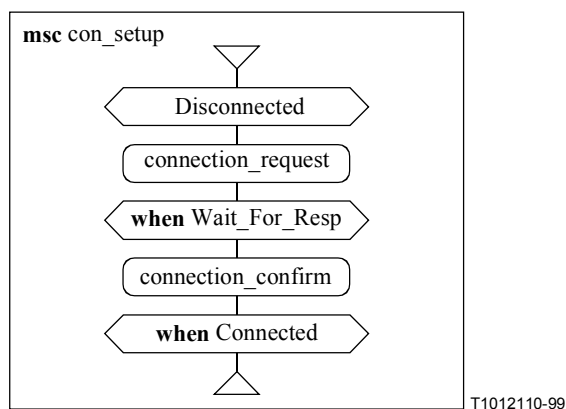 msc con_setup
Disconnected
connection_request
when Wait_For_Resp
connection_confirm
when Connected
T1012110-99